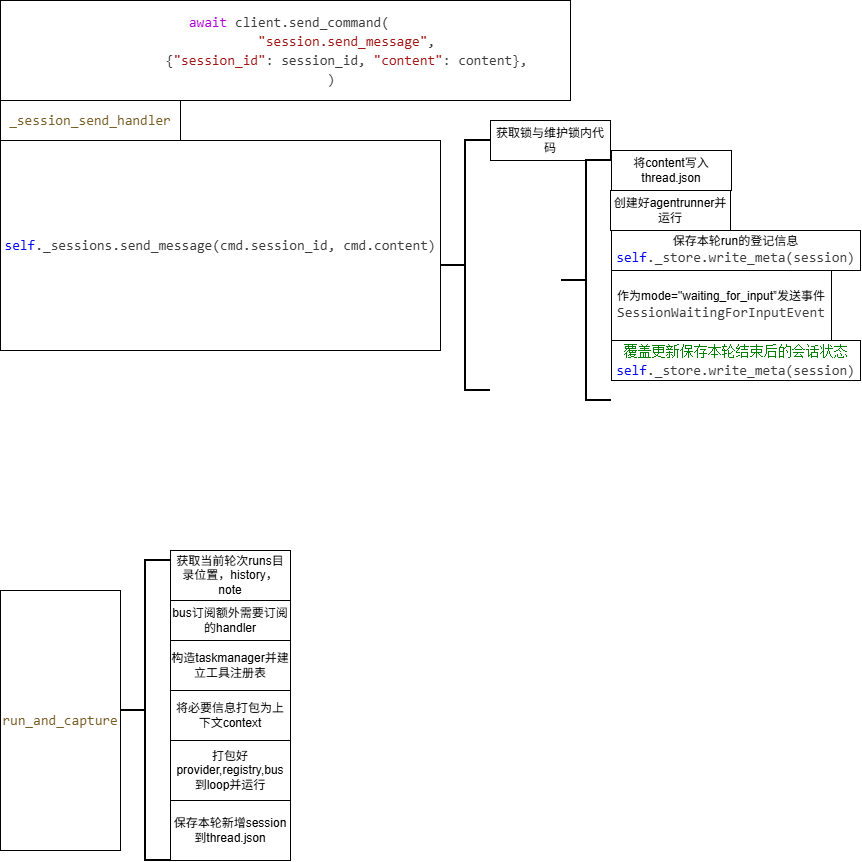 await client.send_command(
"session.send_message",
{"session_id": session_id, "content": content},
)
_session_send_handler
self._sessions.send_message(cmd.session_id, cmd.content)
获取锁与维护锁内代
码
将content写入
thread.json
创建好agentrunner并
运行
保存本轮run的登记信息
self._store.write_meta(session)
作为mode="waiting_for_input"发送事件
SessionWaitingForInputEvent
覆盖更新保存本轮结束后的会话状态
self._store.write_meta(session)
run_and_capture
获取当前轮次runs目
录位置，history，
note
bus订阅额外需要订阅
的handler
构造taskmanager并建
立工具注册表
将必要信息打包为上
下文context
打包好
provider,registry,bus
到loop并运行
保存本轮新增session
到thread.json